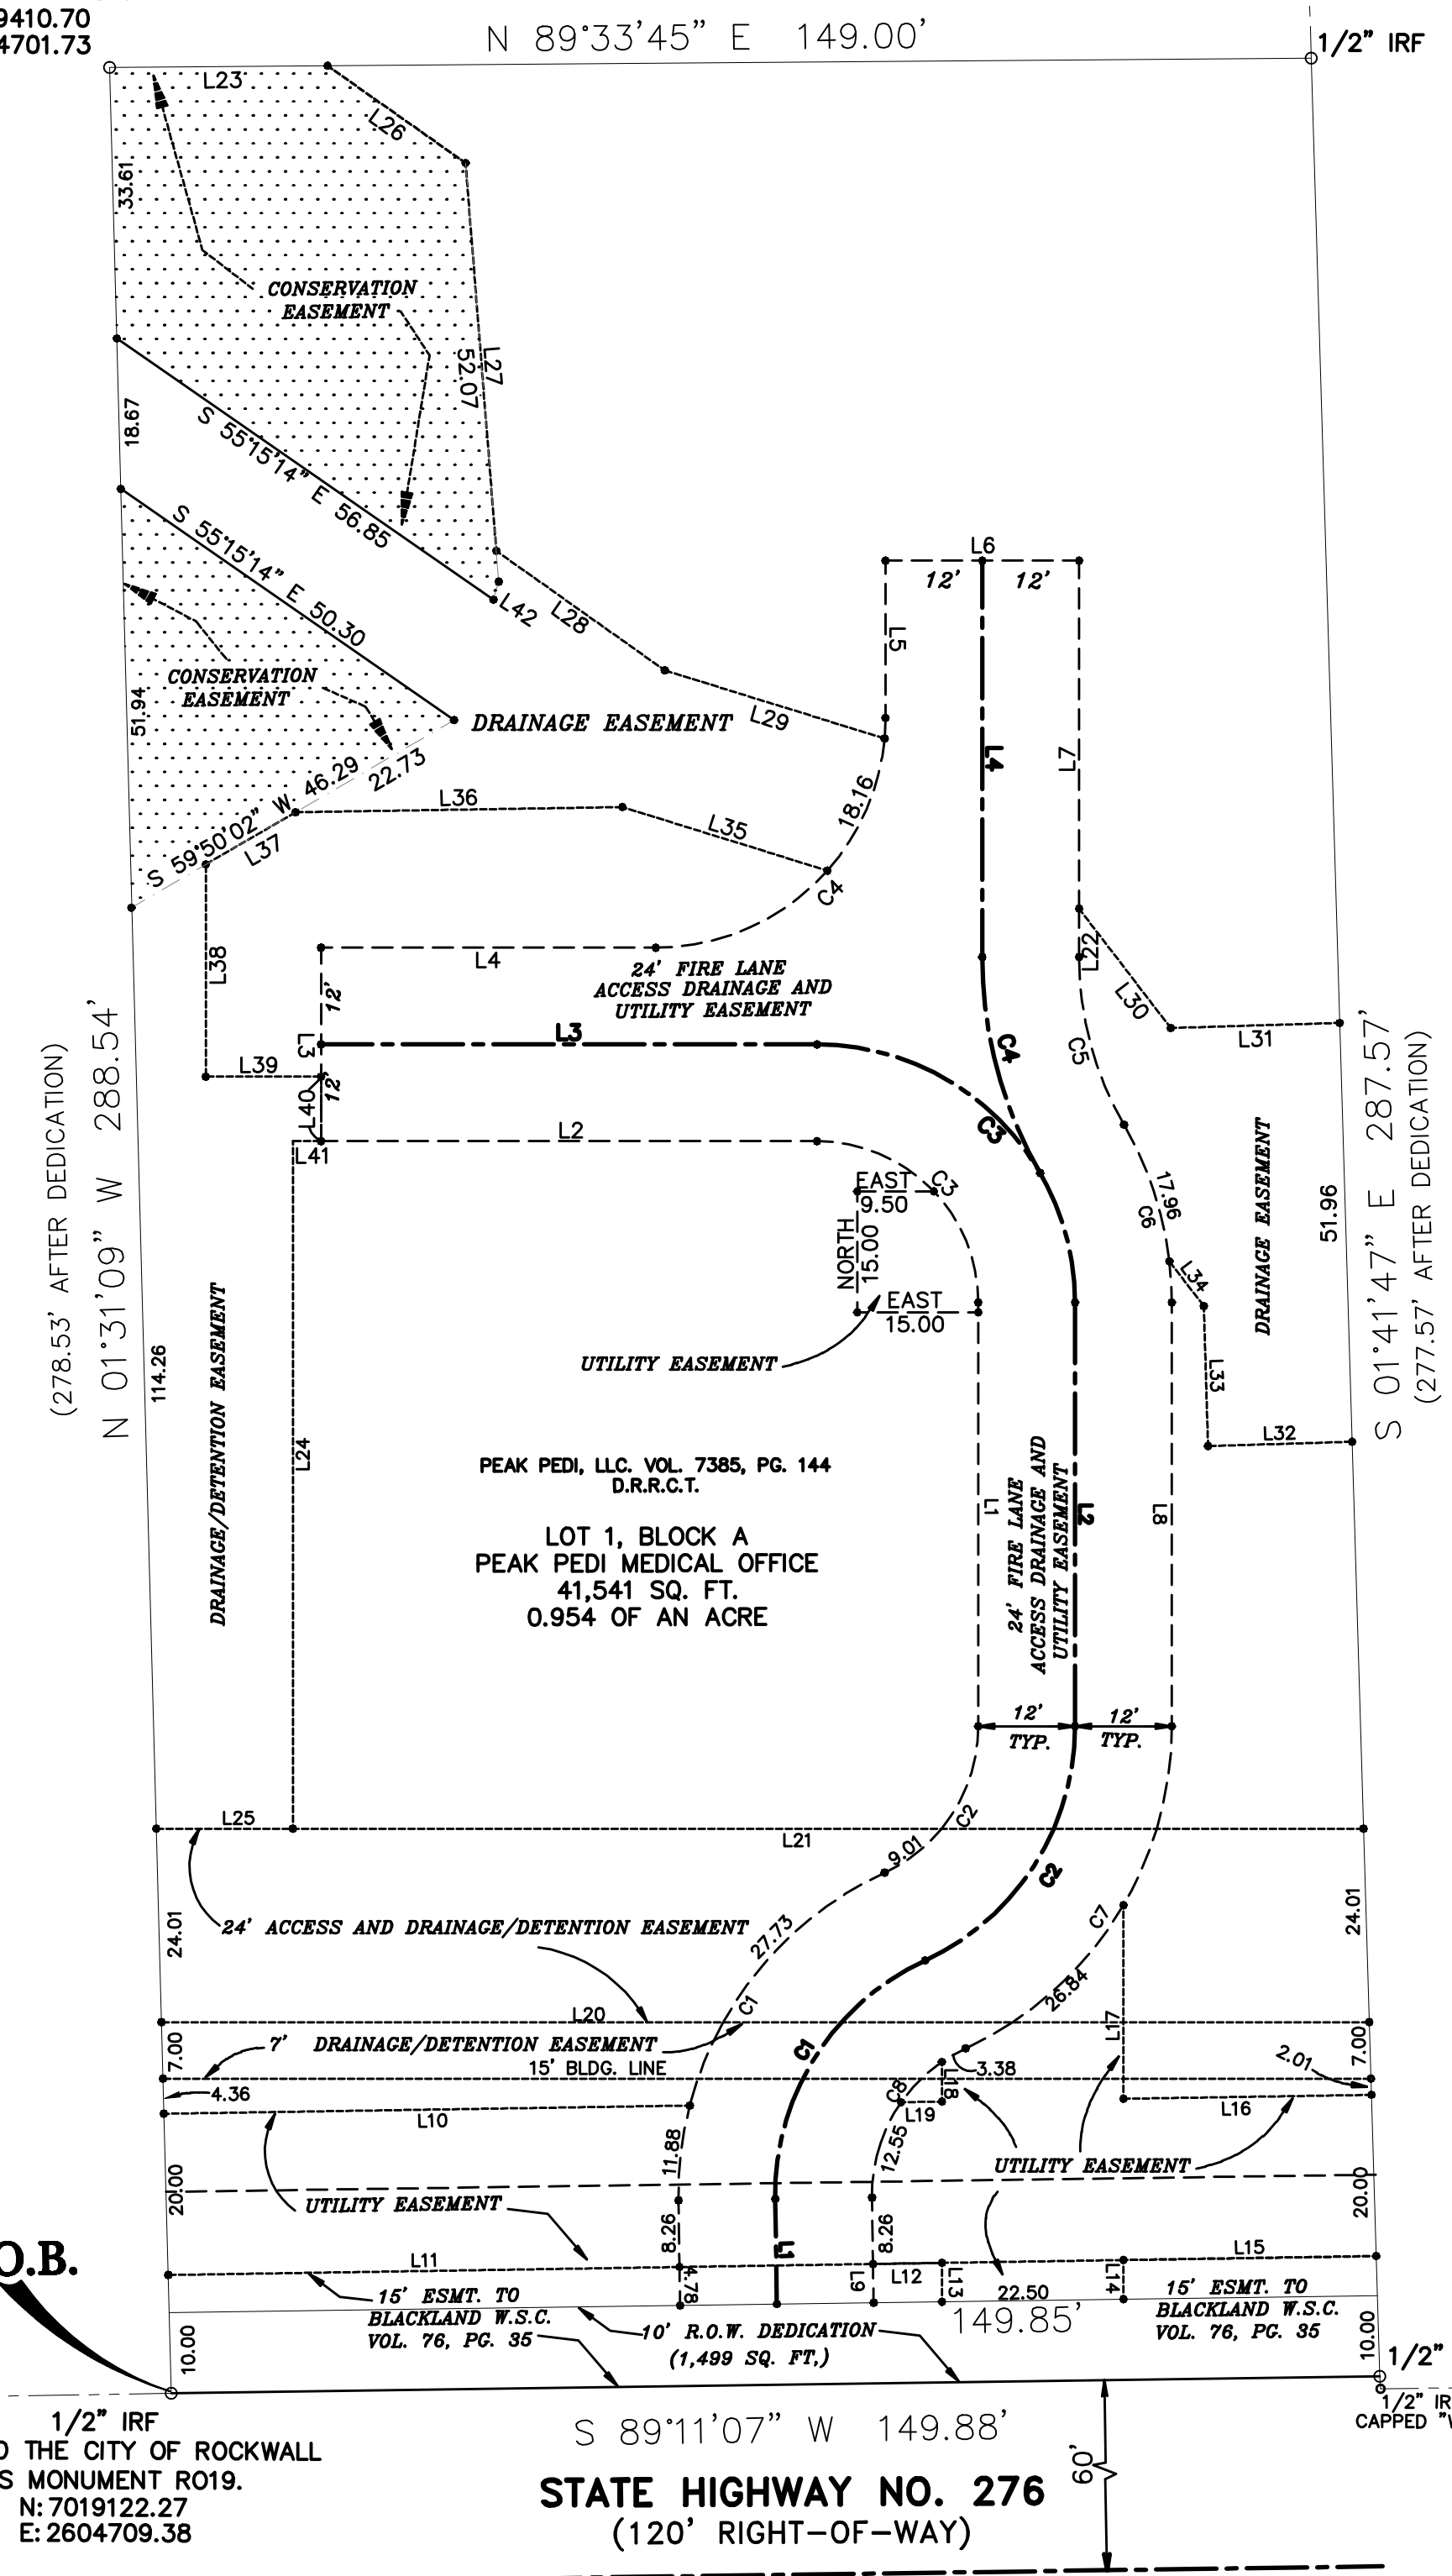 9410.70
4701.73
N 89°33'45" E 149.00'
1/2" IRF
L23
L26
33.61
CONSERVATION
EASEMENT
L27
52.07
18.67
S 55°15'14" E 56.85
S 55°15'14" E 50.30
L42
L28
L6
12'
12'
L5
CONSERVATION
EASEMENT
51.94
DRAINAGE EASEMENT
L29
L4
L7
S 59°50'02" W 46.29
22.73
L36
18.16
L35
L37
C4
L38
L4
L22
L30
24' FIRE LANE
ACCESS DRAINAGE AND
UTILITY EASEMENT
12'
L3
L3
C4
C5
L31
L39
12'
L40
C3
L2
L41
(278.53' AFTER DEDICATION)
N 01°31'09" W 288.54'
S 01°41'47" E 287.57'
(277.57' AFTER DEDICATION)
EAST
9.50
C3
NORTH
15.00
17.96
C6
DRAINAGE EASEMENT
51.96
L34
EAST
15.00
UTILITY EASEMENT
L33
114.26
DRAINAGE/DETENTION EASEMENT
L24
L32
PEAK PEDI, LLC. VOL. 7385, PG. 144
D.R.R.C.T.
L1
24' FIRE LANE
ACCESS DRAINAGE AND
UTILITY EASEMENT
L2
L8
LOT 1, BLOCK A
PEAK PEDI MEDICAL OFFICE
41,541 SQ. FT.
0.954 OF AN ACRE
12'
TYP.
12'
TYP.
L25
C2
L21
9.01
C2
24' ACCESS AND DRAINAGE/DETENTION EASEMENT
24.01
24.01
27.73
C7
C1
26.84
L20
L17
7' DRAINAGE/DETENTION EASEMENT
7.00
7.00
C1
15' BLDG. LINE
3.38
2.01
4.36
L18
C8
L19
L16
L10
11.88
12.55
UTILITY EASEMENT
20.00
20.00
UTILITY EASEMENT
8.26
8.26
L1
L11
L15
4.78
L9
L12
L13
L14
22.50
15' ESMT. TO
BLACKLAND W.S.C.
VOL. 76, PG. 35
149.85'
15' ESMT. TO
BLACKLAND W.S.C.
VOL. 76, PG. 35
O.B.
10.00
10' R.O.W. DEDICATION
(1,499 SQ. FT,)
10.00
1/2"
1/2" IR
CAPPED "W
1/2" IRF
O THE CITY OF ROCKWALL
S MONUMENT RO19.
N: 7019122.27
E: 2604709.38
S 89°11'07" W 149.88'
60'
STATE HIGHWAY NO. 276
(120' RIGHT-OF-WAY)